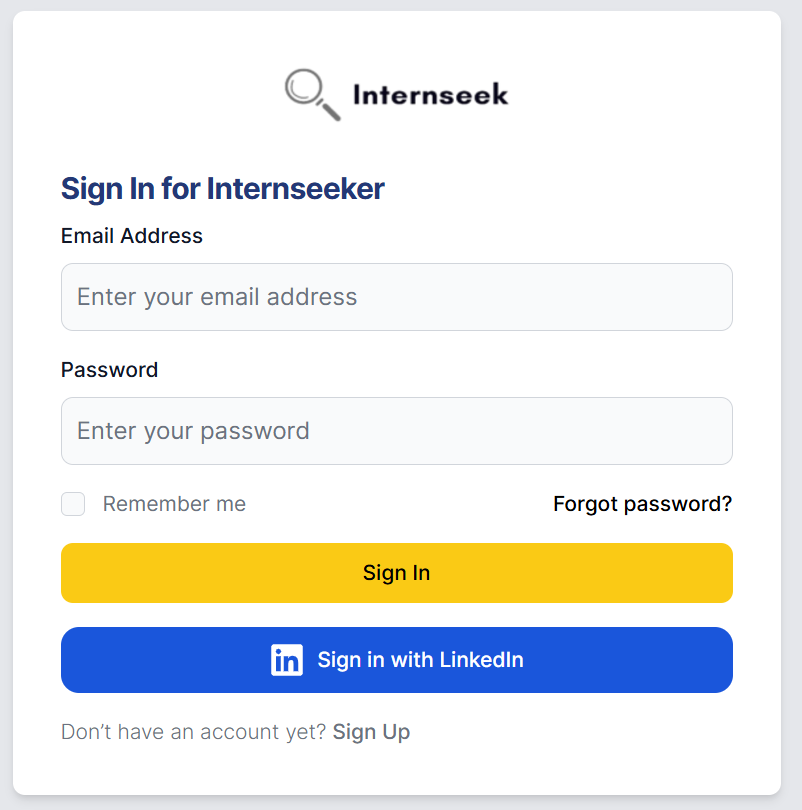 Internseek
Sign In for Internseeker
Email Address
Enter your email address
Password
Enter your password
Remember me Forgot password?
Sign In
in Sign in with LinkedIn
Don’t have an account yet? Sign Up